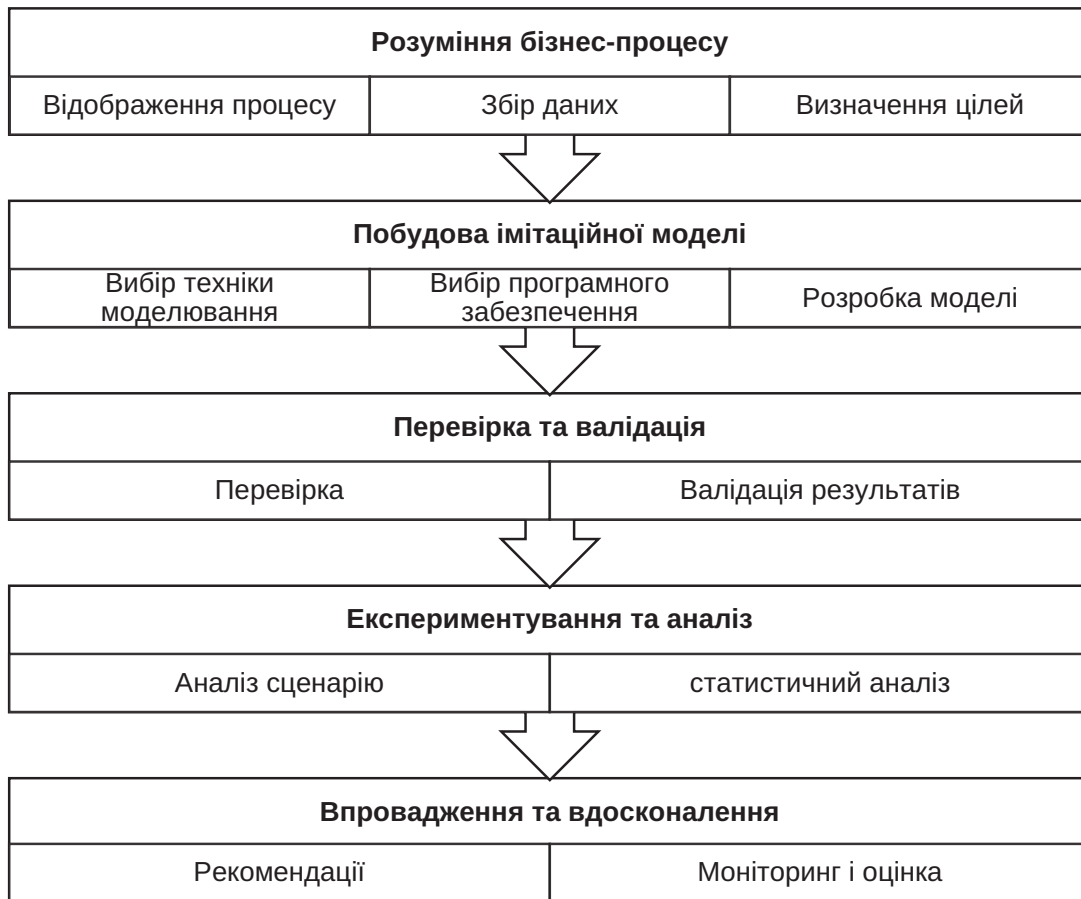 Розуміння бізнес-процесу
Відображення процесу
Збір даних
Визначення цілей
Побудова імітаційної моделі
Вибір техніки
моделювання
Вибір програмного
забезпечення
Розробка моделі
Перевірка та валідація
Перевірка
Валідація результатів
Експериментування та аналіз
Аналіз сценарію
статистичний аналіз
Впровадження та вдосконалення
Рекомендації
Моніторинг і оцінка